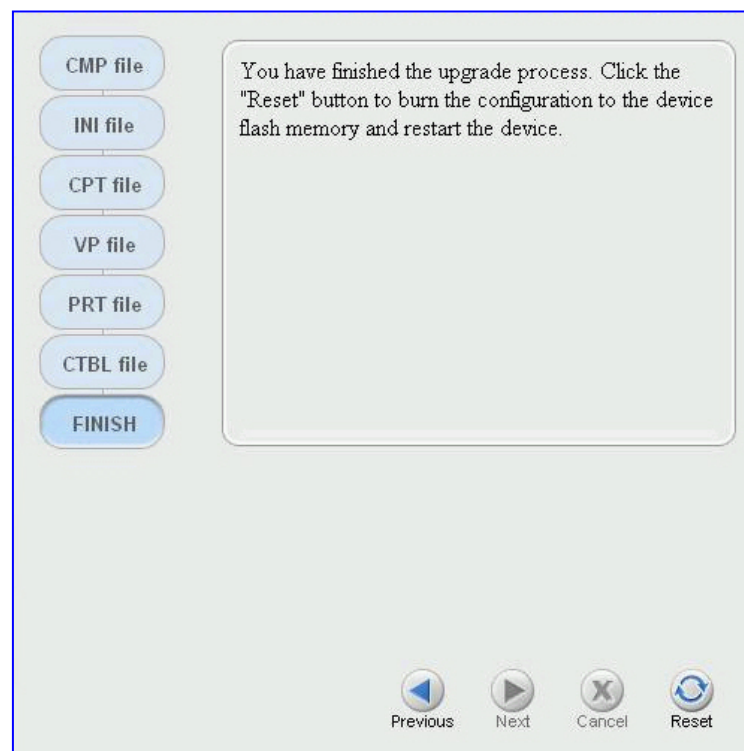 CMP file
INI file
CPT file
VP file
PRT file
CTBL file
FINISH
You have finished the upgrade process. Click the
"Reset" button to burn the configuration to the device
flash memory and restart the device.
Previous
Next
Cancel
Reset